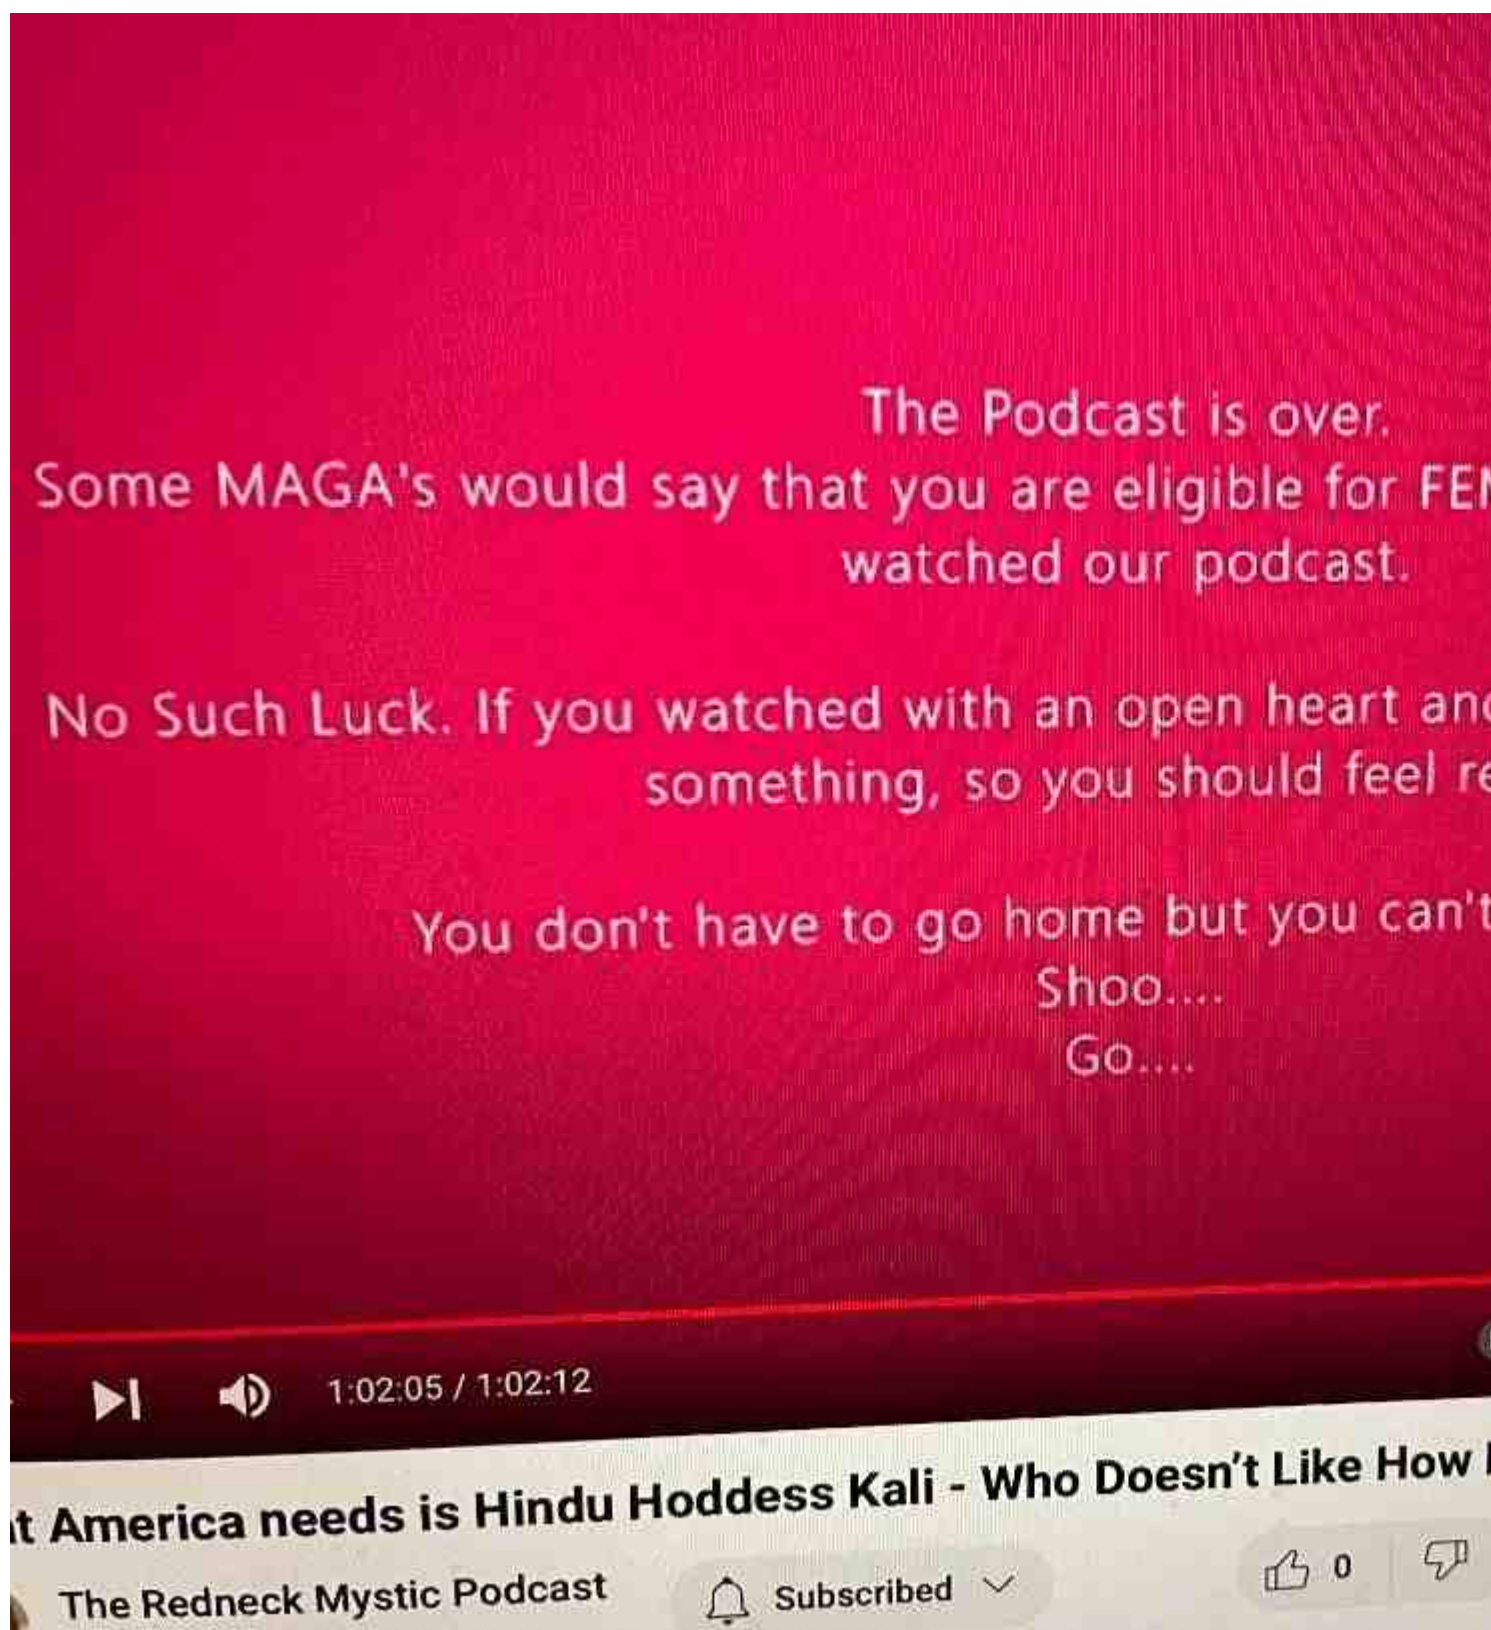 The Podcast is over.
Some MAGA's would say that you are eligible for
watched our podcast.
No Such Luck. If you watched with an open heart
something, so you should feel
You don't have to go home but you can't
Shoo....
Go....
1:02:05 / 1:02:12
America needs is Hindu Hoddess Kali - Who Doesn't Like How
The Redneck Mystic Podcast
Subscribed
0